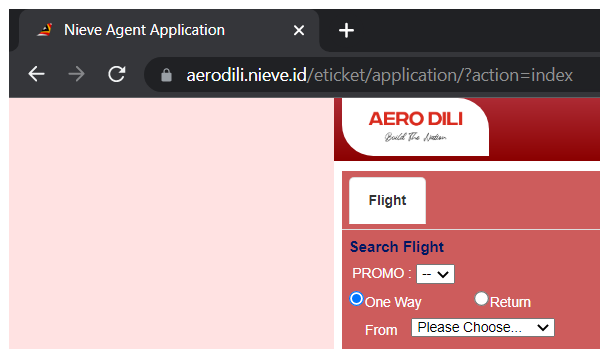 Nieve Agent Application
aerodili.nieve.id/eticket/application/?action=index
AERO DILI
Build The Nation
Flight
Search Flight
PROMO : --
One Way Return
From Please Choose...